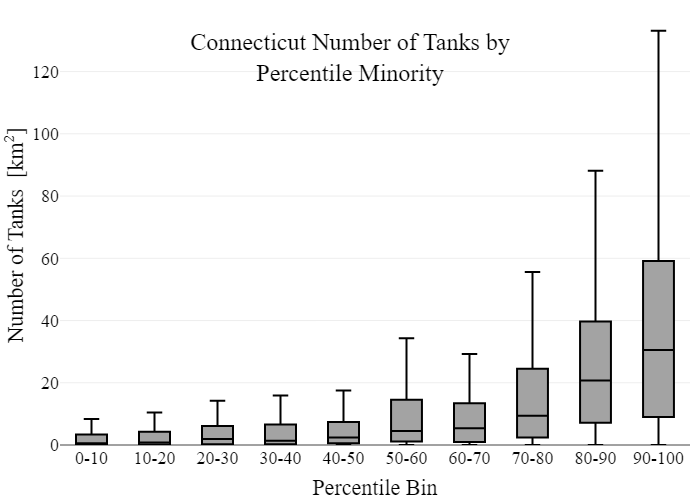 Connecticut Number of Tanks by
Percentile Minority
Number of Tanks [km²]
120
100
80
60
40
20
0
0-10 10-20 20-30 30-40 40-50 50-60 60-70 70-80 80-90 90-100
Percentile Bin